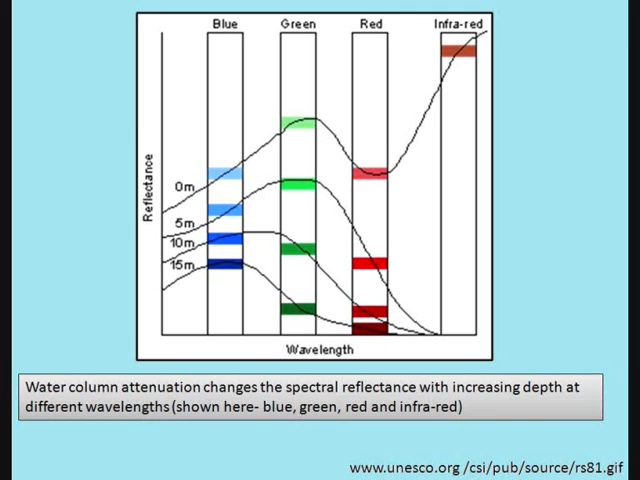 Blue Green Red Infra-red
Reflectance
0m
5m
10m
15m
Wavelength
Water column attenuation changes the spectral reflectance with increasing depth at
different wavelengths (shown here- blue, green, red and infra-red)
www.unesco.org /csi/pub/source/rs81.gif